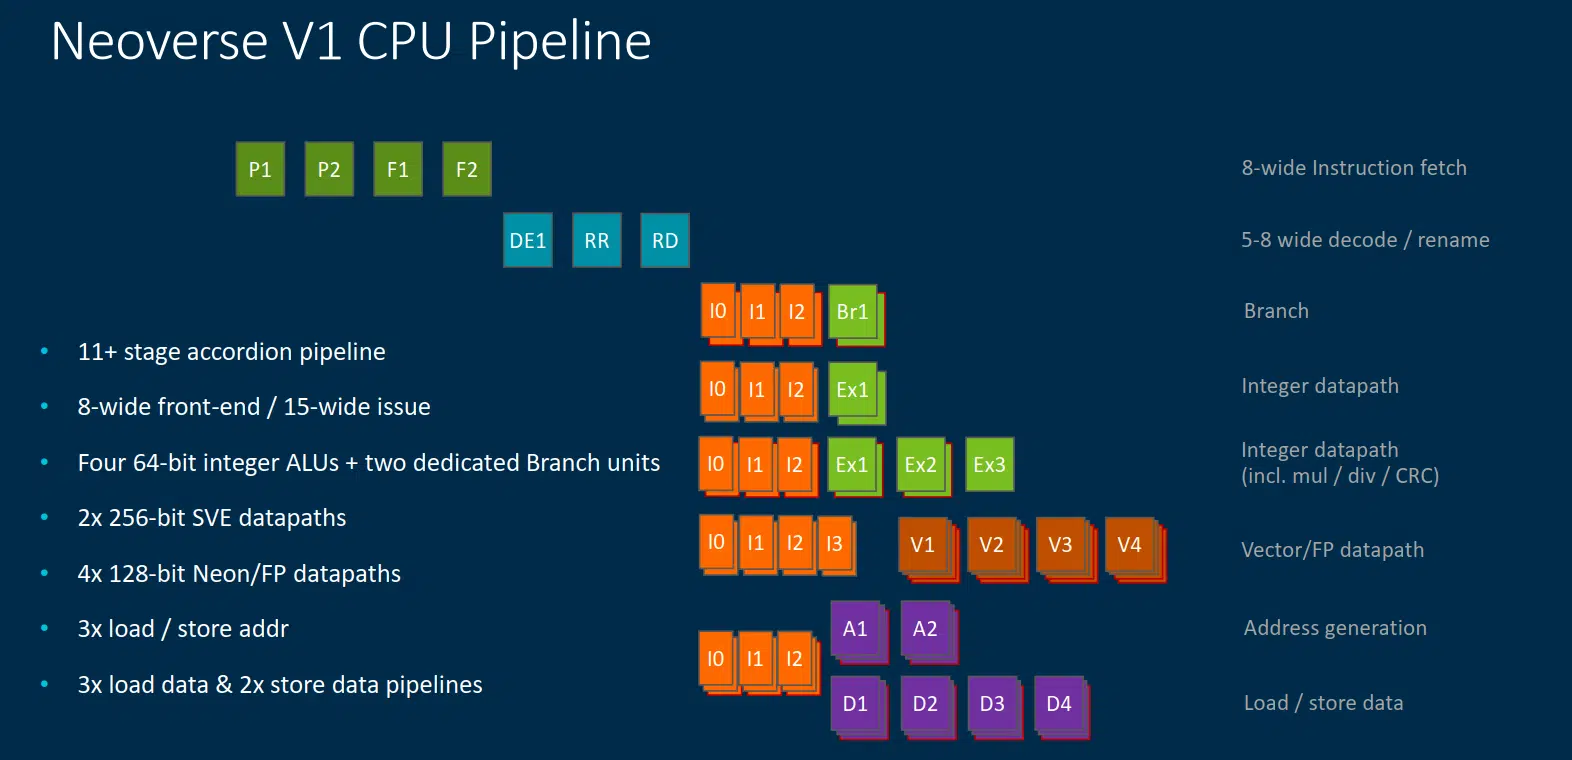 Neoverse V1 CPU Pipeline
P1 P2 F1 F2
8-wide Instruction fetch
DE1 RR RD
5-8 wide decode / rename
I0 I1 I2 Br1
Branch
• 11+ stage accordion pipeline
• 8-wide front-end / 15-wide issue
• Four 64-bit integer ALUs + two dedicated Branch units
• 2x 256-bit SVE datapaths
• 4x 128-bit Neon/FP datapaths
• 3x load / store addr
• 3x load data & 2x store data pipelines
I0 I1 I2 Ex1
Integer datapath
I0 I1 I2 Ex1 Ex2 Ex3
Integer datapath
(incl. mul / div / CRC)
I0 I1 I2 I3 V1 V2 V3 V4
Vector/FP datapath
A1 A2
Address generation
I0 I1 I2
D1 D2 D3 D4
Load / store data